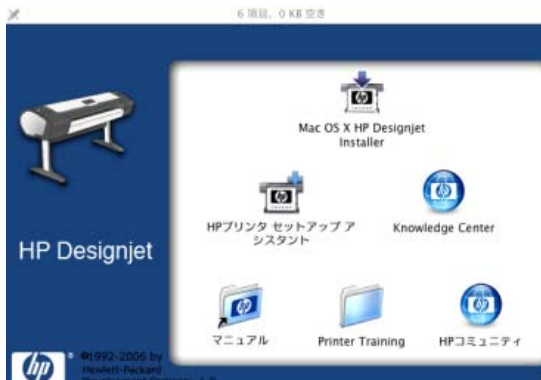 6 項目、0 KB 空き
Mac OS X HP Designjet
Installer
HPプリンタ セットアップ ア
シスタント
Knowledge Center
HP Designjet
マニュアル
Printer Training
HPコミュニティ
©1992-2006 by
Hewlett-Packard